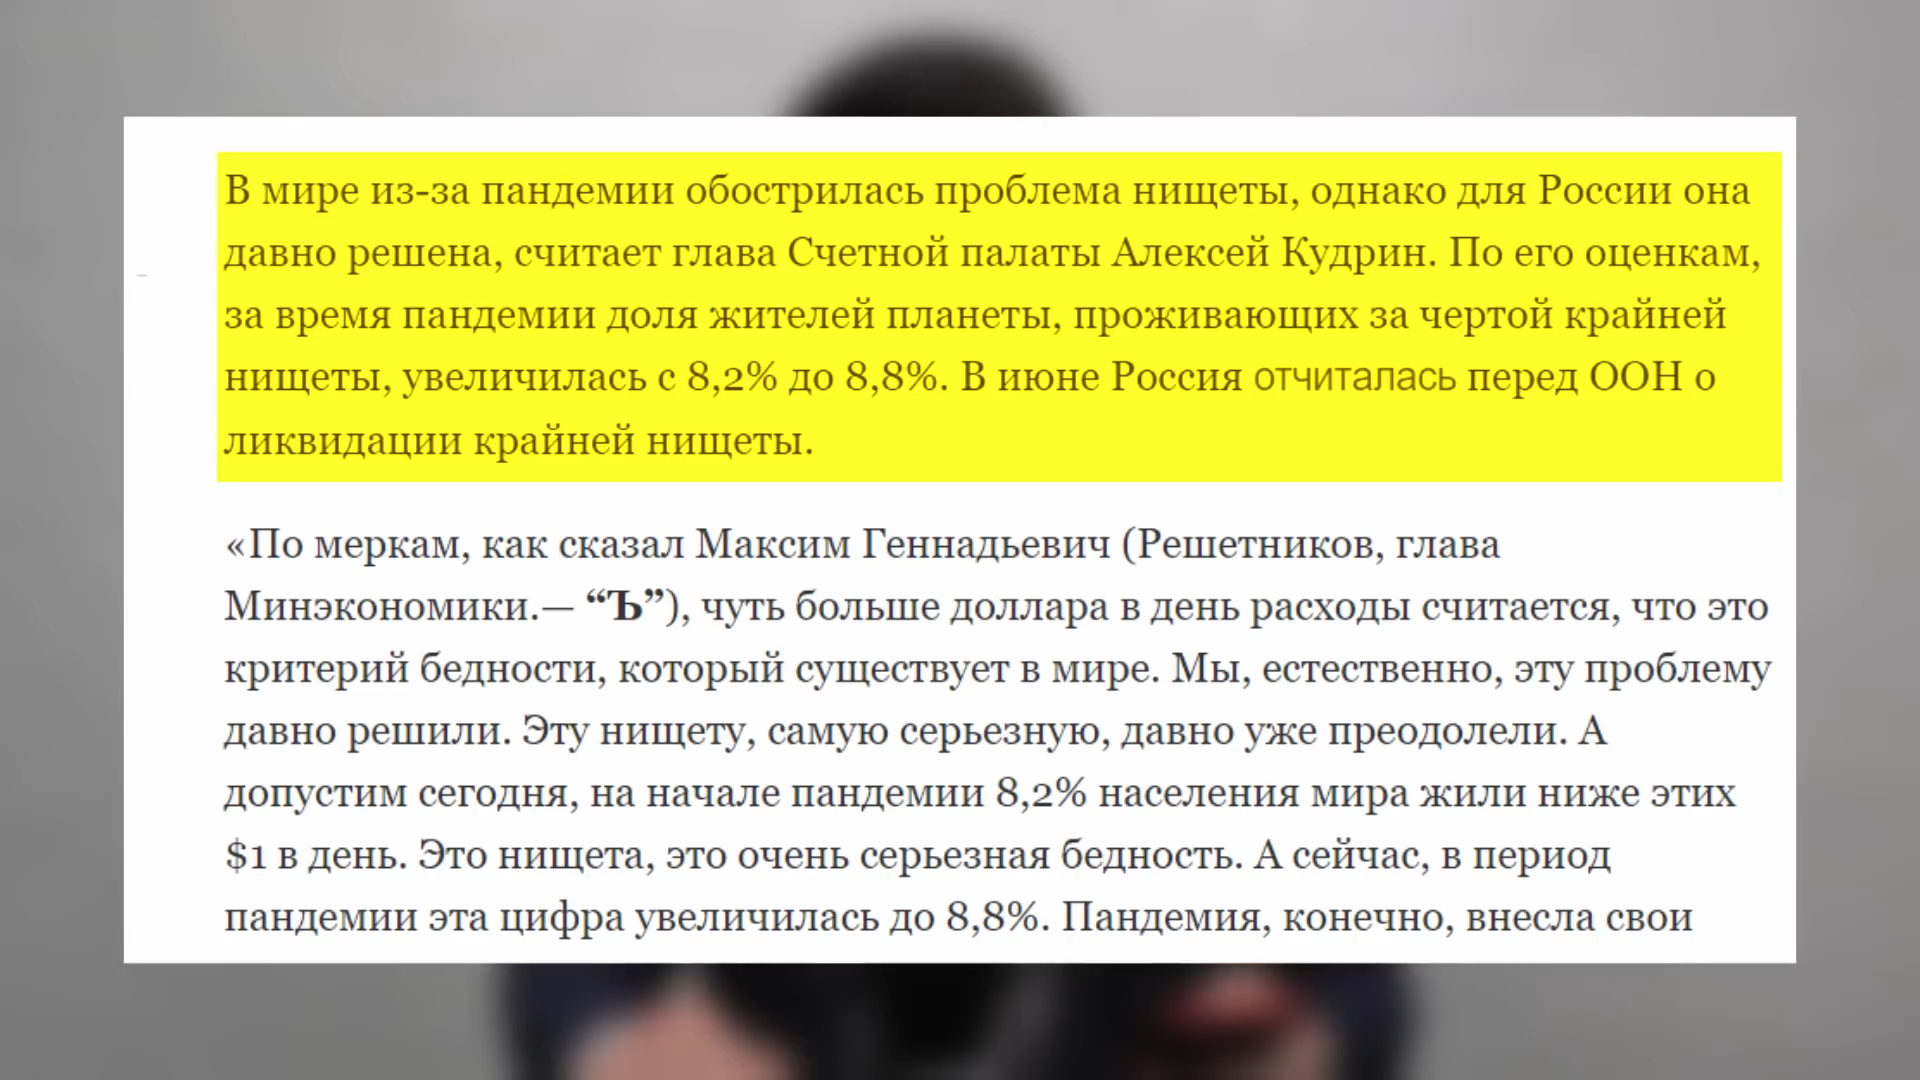 В мире из-за пандемии обострилась проблема нищеты, однако для России она
давно решена, считает глава Счетной палаты Алексей Кудрин. По его оценкам,
за время пандемии доля жителей планеты, проживающих за чертой крайней
нищеты, увеличилась с 8,2% до 8,8%. В июне Россия отчиталась перед ООН о
ликвидации крайней нищеты.
«По меркам, как сказал Максим Геннадьевич (Решетников, глава
Минэкономики.— “Ъ”), чуть больше доллара в день расходы считается, что это
критерий бедности, который существует в мире. Мы, естественно, эту проблему
давно решили. Эту нищету, самую серьезную, давно уже преодолели. А
допустим сегодня, на начале пандемии 8,2% населения мира жили ниже этих
$1 в день. Это нищета, это очень серьезная бедность. А сейчас, в период
пандемии эта цифра увеличилась до 8,8%. Пандемия, конечно, внесла свои